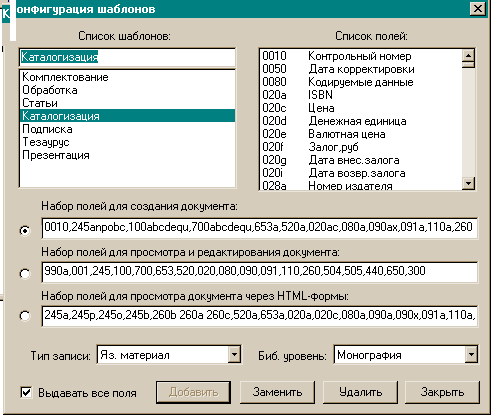 Конфигурация шаблонов
Список шаблонов:
Список полей:
Каталогизация
Комплектование
Обработка
Статьи
Каталогизация
Подписка
Тезаурус
Презентация
0010 Контрольный номер
0050 Дата корректировки
0080 Кодируемые данные
020a ISBN
020c Цена
020d Денежная единица
020e Валютная цена
020f Залог,руб
020g Дата внес.залога
020i Дата возвр.залога
028a Номер издателя
Набор полей для создания документа:
0010,245anpobc,100abcdequ,700abcdequ,653a,520a,020ac,080a,090ax,091a,110a,260
Набор полей для просмотра и редактирования документа:
990a,001,245,100,700,653,520,020,080,090,091,110,260,504,505,440,650,300
Набор полей для просмотра документа через HTML-формы:
245a,245p,245o,245b,260b 260a 260c,520a,653a,020a,020c,080a,090a,090x,091a,110a,
Тип записи: Яз. материал
Биб. уровень: Монография
Выдавать все поля
Добавить
Заменить
Удалить
Закрыть